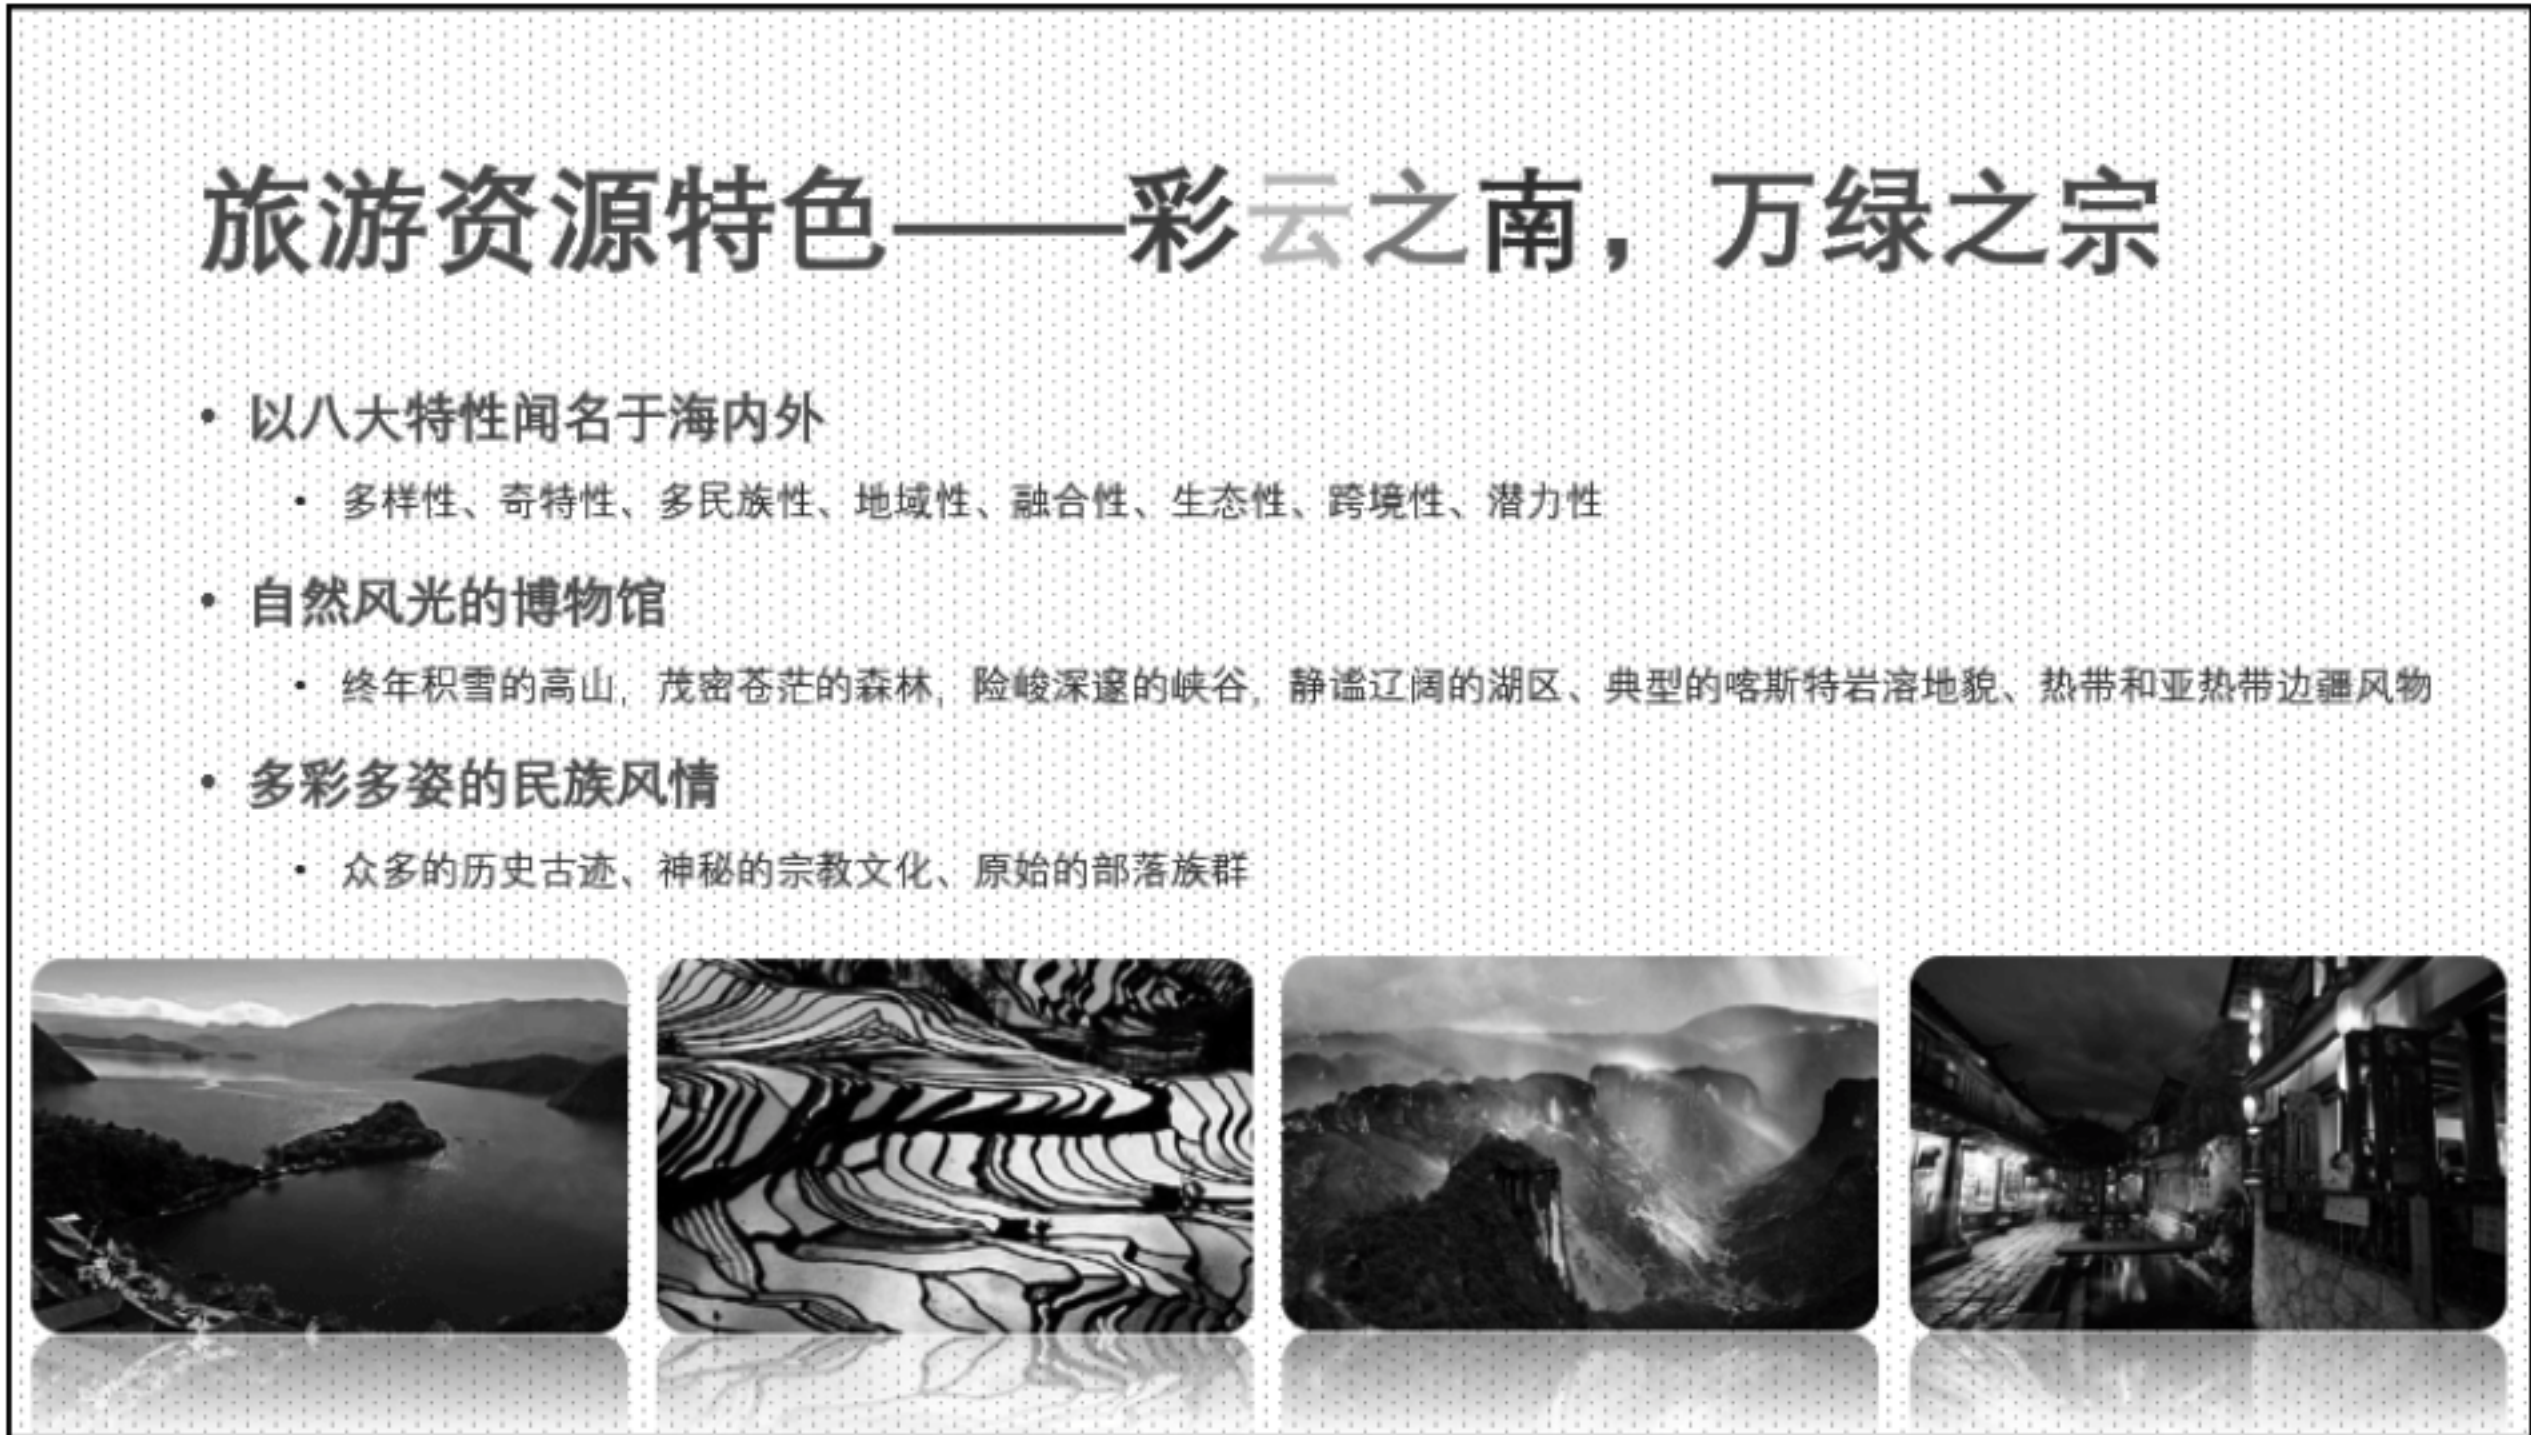 旅游资源特色——彩云之南，万绿之宗
• 以八大特性闻名于海内外
• 多样性、奇特性、多民族性、地域性、融合性、生态性、跨境性、潜力性
• 自然风光的博物馆
• 终年积雪的高山，茂密苍茫的森林，险峻深邃的峡谷，静谧辽阔的湖区、典型的喀斯特岩溶地貌、热带和亚热带边疆风物
• 多彩多姿的民族风情
• 众多的历史古迹、神秘的宗教文化、原始的部落族群